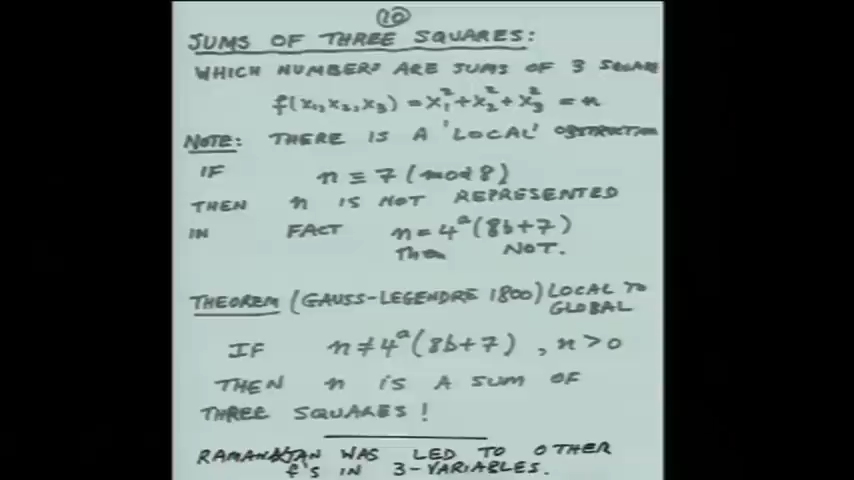 20
SUMS OF THREE SQUARES:
WHICH NUMBERS ARE SUMS OF 3 SQUARE
f(x₁,x₂,x₃) = x₁²+x₂²+x₃² = n
NOTE: THERE IS A 'LOCAL' OBSTRUCTION
IF n ≡ 7 (mod 8)
THEN n IS NOT REPRESENTED
IN FACT n = 4ᵃ(8b+7)
Then NOT.
THEOREM (GAUSS-LEGENDRE 1800) LOCAL TO
GLOBAL
IF n ≠ 4ᵃ(8b+7) , n > 0
THEN n IS A SUM OF
THREE SQUARES!
RAMANUJAN WAS LED TO OTHER
f's IN 3-VARIABLES.